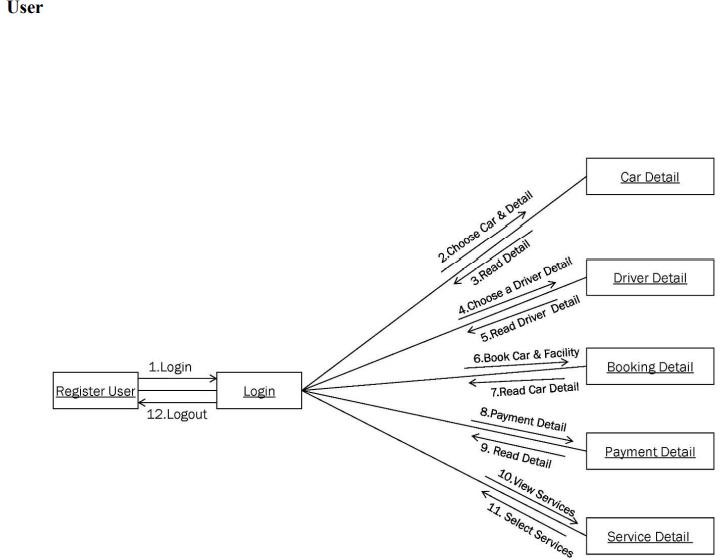 User
Car Detail
2.Choose Car & Detail
3.Read Detail
4.Choose a Driver Detail
Driver Detail
5.Read Driver Detail
6.Book Car & Facility
Booking Detail
7.Read Car Detail
1.Login
Register User
Login
12.Logout
8.Payment Detail
9. Read Detail
Payment Detail
10.View Services
11. Select Services
Service Detail